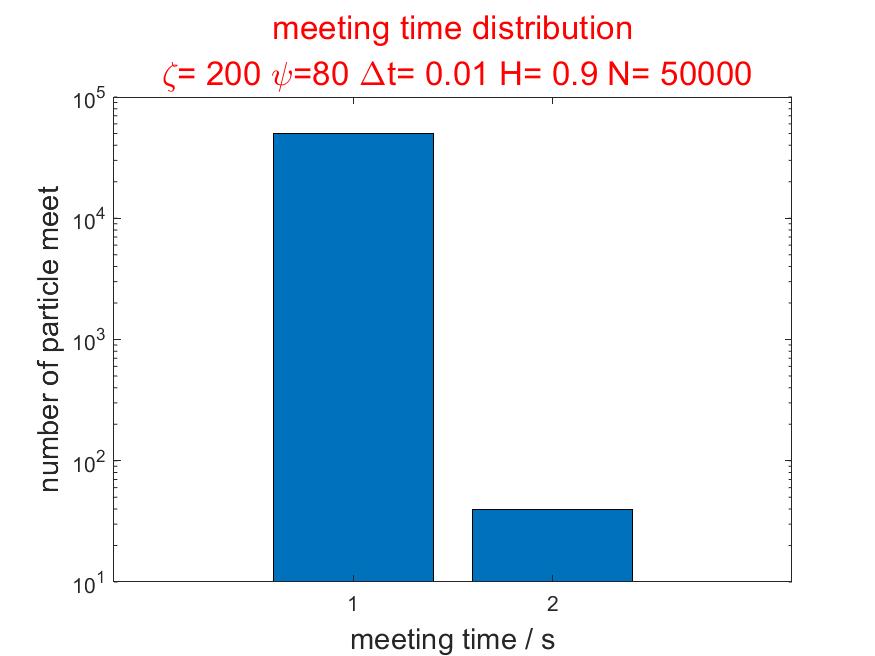 meeting time distribution
ζ= 200 ψ=80 Δt= 0.01 H= 0.9 N= 50000
10^5
10^4
10^3
10^2
10^1
number of particle meet
1 2
meeting time / s